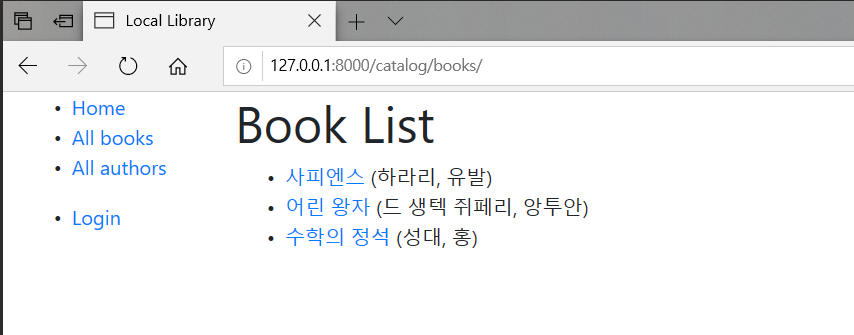 Local Library
127.0.0.1:8000/catalog/books/
Home
All books
All authors
Login
Book List
사피엔스 (하라리, 유발)
어린 왕자 (드 생텍 쥐페리, 앙투안)
수학의 정석 (성대, 홍)